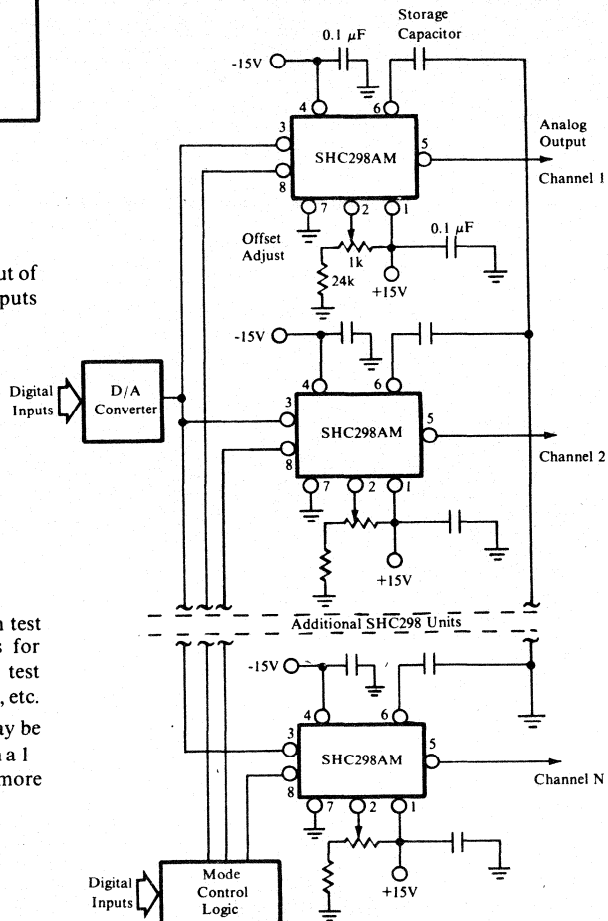 Storage
Capacitor
0.1 µF
-15V
4
6
3
SHC298AM
5
Analog
Output
8
Channel 1
7
2
1
Offset
Adjust
1k
0.1 µF
24k
+15V
ut of
puts
-15V
4
6
Digital
Inputs
D/A
Converter
3
SHC298AM
5
8
Channel 2
7
2
1
+15V
Additional SHC298 Units
n test
s for
test
, etc.
ay be
n a 1
more
-15V
4
6
3
SHC298AM
5
8
Channel N
7
2
1
+15V
Digital
Inputs
Mode
Control
Logic